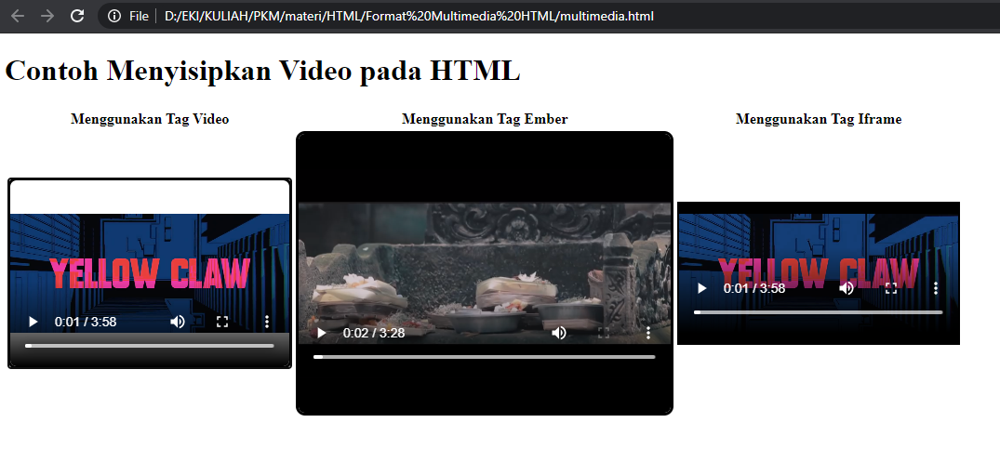 File | D:/EKI/KULIAH/PKM/materi/HTML/Format%20Multimedia%20HTML/multimedia.html
Contoh Menyisipkan Video pada HTML
Menggunakan Tag Video
Menggunakan Tag Ember
Menggunakan Tag Iframe
YELLOW CLAW
0:01 / 3:58
0:02 / 3:28
YELLOW CLAW
0:01 / 3:58